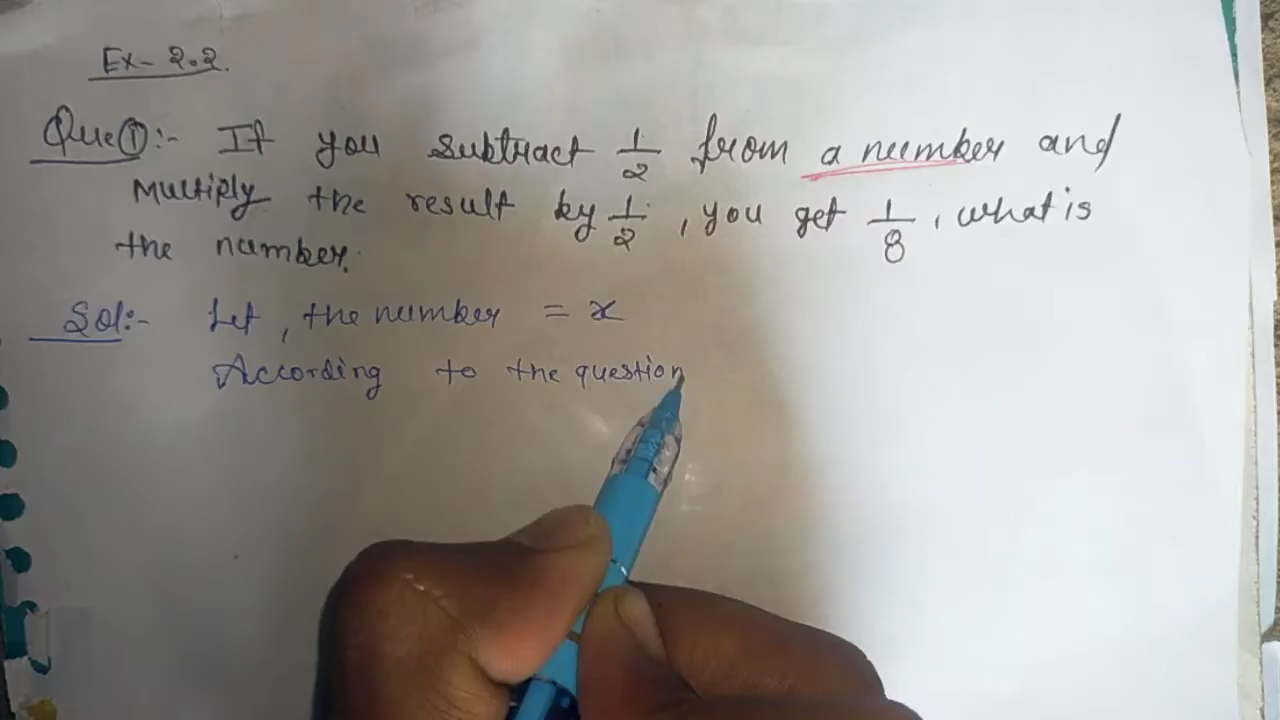 Ex- 2.2.
Que①:- If you subtract 1/2 from a number and
Multiply the result by 1/2, you get 1/8, what is
the number.
Sol:- Let, the number = x
According to the question